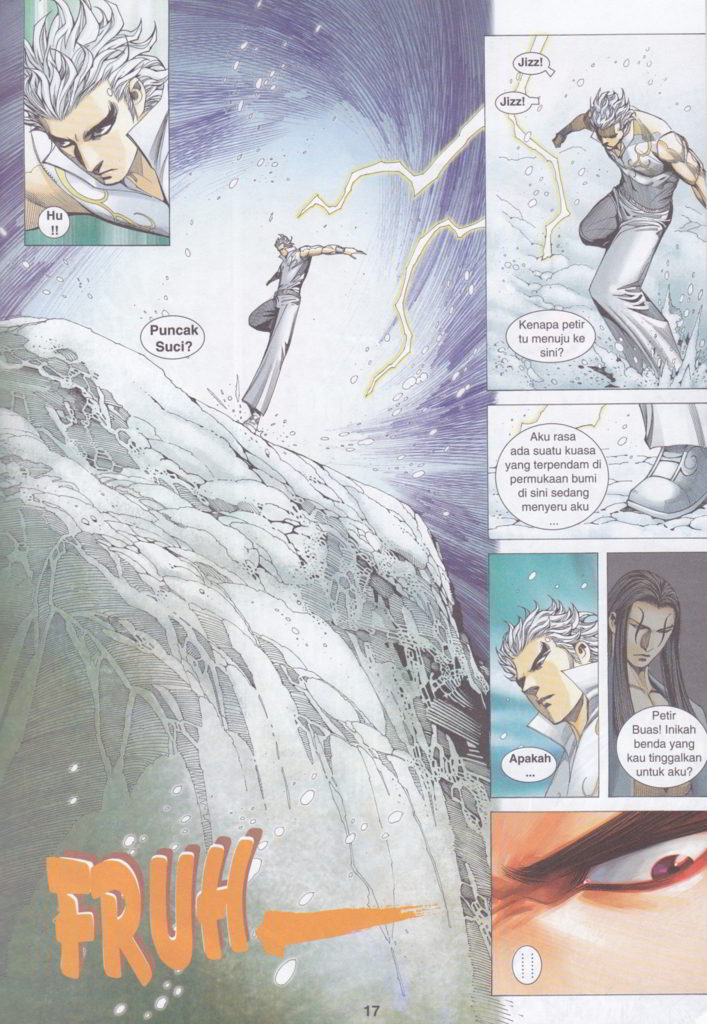 Hu
!!
Puncak
Suci?
FRUH
Jizz!
Jizz!
Kenapa petir
tu menuju ke
sini?
Aku rasa
ada suatu kuasa
yang terpendam di
permukaan bumi
di sini sedang
menyeru aku
...
Apakah
...
Petir
Buas! Inikah
benda yang
kau tinggalkan
untuk aku?
......
17